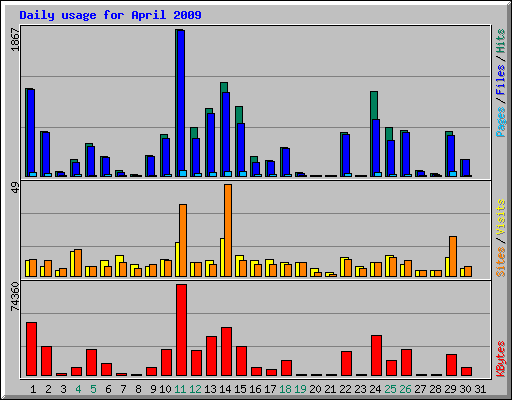 Daily usage for April 2009
1867
Pages / Files / Hits
49
Sites / Visits
74360
KBytes
1 2 3 4 5 6 7 8 9 10 11 12 13 14 15 16 17 18 19 20 21 22 23 24 25 26 27 28 29 30 31